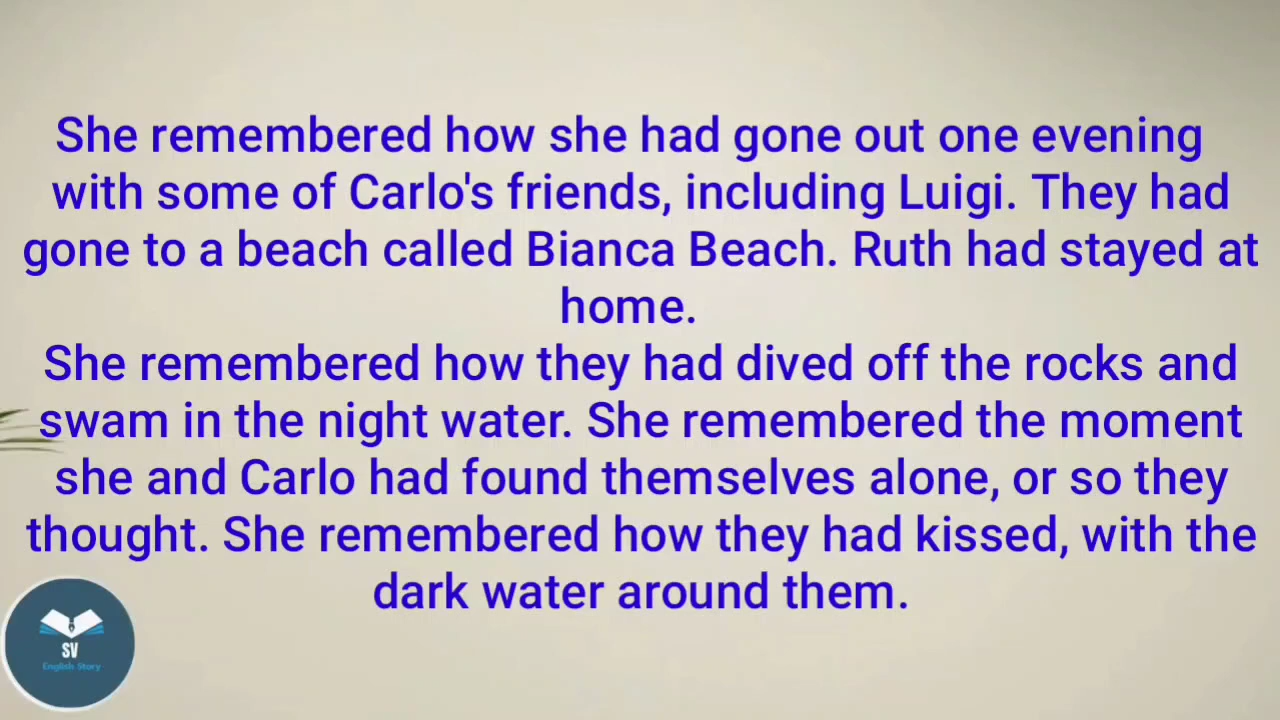 She remembered how she had gone out one evening
with some of Carlo's friends, including Luigi. They had
gone to a beach called Bianca Beach. Ruth had stayed at
home.
She remembered how they had dived off the rocks and
swam in the night water. She remembered the moment
she and Carlo had found themselves alone, or so they
thought. She remembered how they had kissed, with the
dark water around them.
SV
English Story